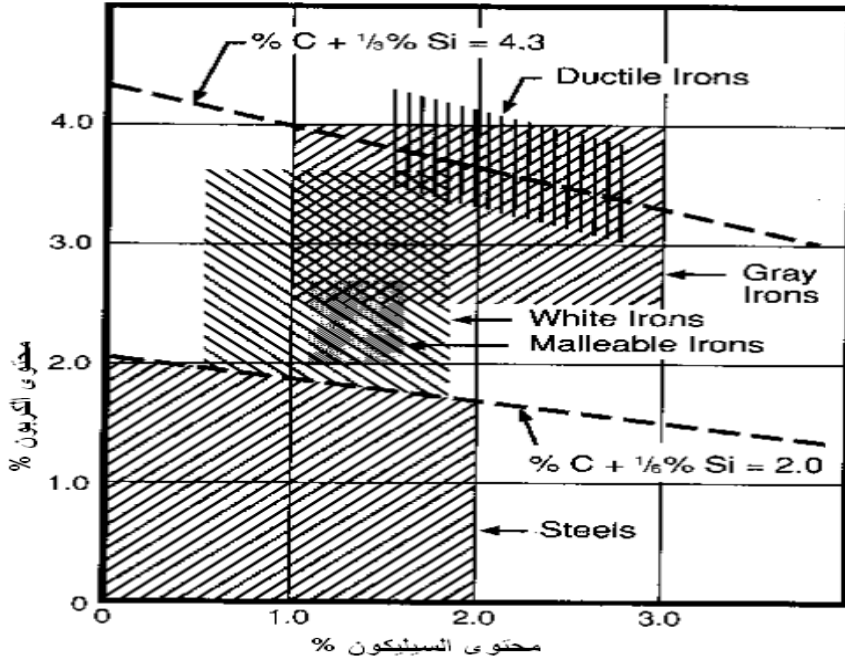 % C + ⅓% Si = 4.3
Ductile Irons
4.0
3.0
Gray
Irons
White Irons
Malleable Irons
2.0
% C + ⅙% Si = 2.0
1.0
Steels
0
0
1.0
2.0
3.0
محتوى الكربون %
محتوى السيليكون %